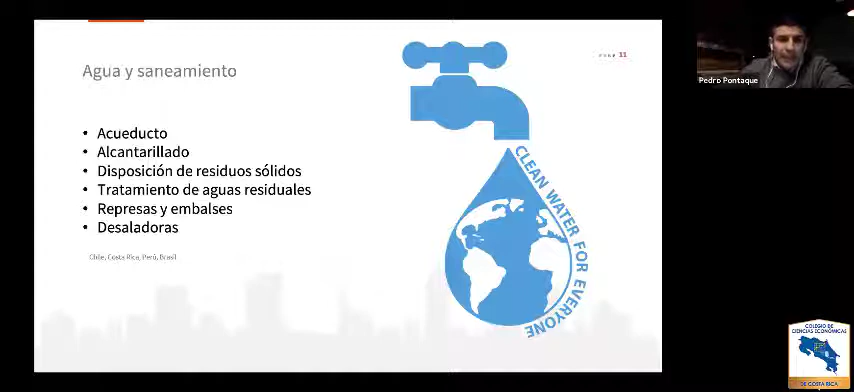 PAGE 11
Agua y saneamiento
• Acueducto
• Alcantarillado
• Disposición de residuos sólidos
• Tratamiento de aguas residuales
• Represas y embalses
• Desaladoras
Chile, Costa Rica, Perú, Brasil
CLEAN WATER FOR EVERYONE
Pedro Pontaque
COLEGIO DE
CIENCIAS ECONÓMICAS
DE COSTA RICA